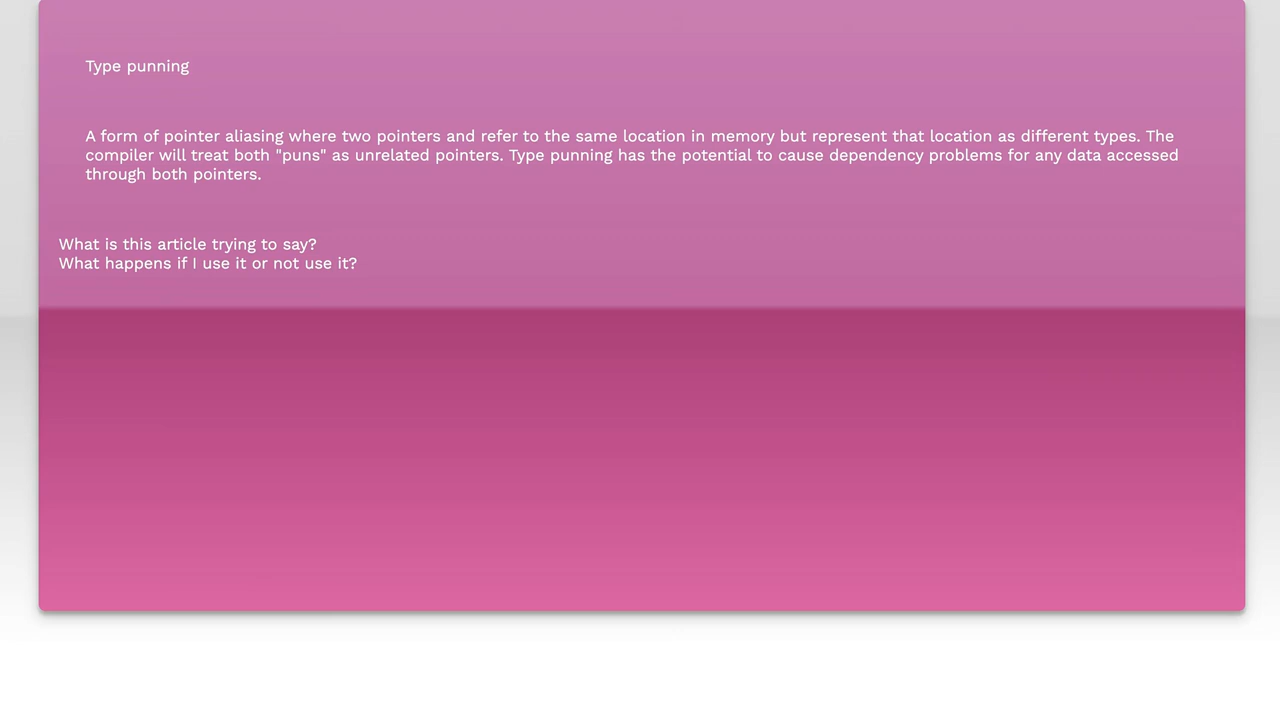 Type punning
A form of pointer aliasing where two pointers and refer to the same location in memory but represent that location as different types. The
compiler will treat both "puns" as unrelated pointers. Type punning has the potential to cause dependency problems for any data accessed
through both pointers.
What is this article trying to say?
What happens if I use it or not use it?